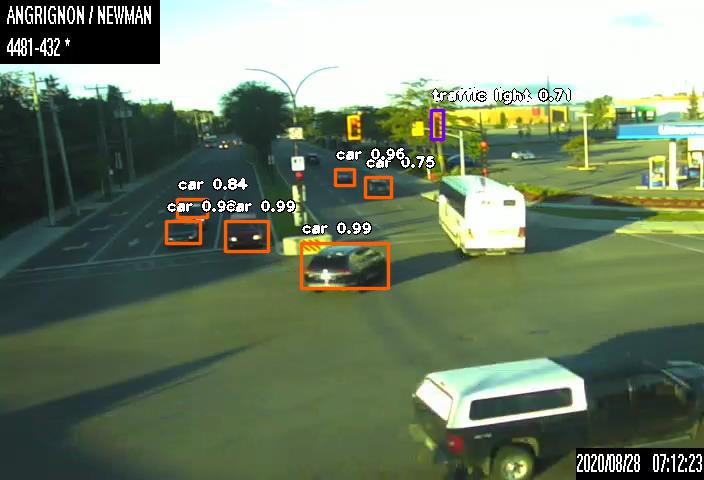 ANGRIGNON / NEWMAN
4481-432 *
traffic light 0.71
car 0.96
car 0.75
car 0.84
car 0.98
car 0.99
car 0.99
2020/08/28 07:12:23